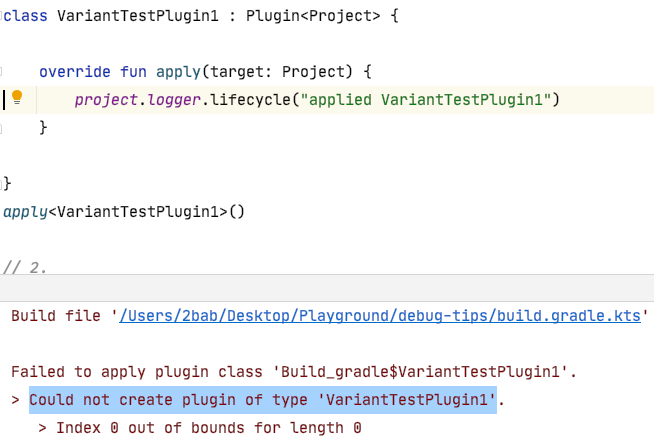 class VariantTestPlugin1 : Plugin<Project> {
override fun apply(target: Project) {
project.logger.lifecycle("applied VariantTestPlugin1")
}
}
apply<VariantTestPlugin1>()
// 2.
Build file '/Users/2bab/Desktop/Playground/debug-tips/build.gradle.kts'
Failed to apply plugin class 'Build_gradle$VariantTestPlugin1'.
> Could not create plugin of type 'VariantTestPlugin1'.
> Index 0 out of bounds for length 0